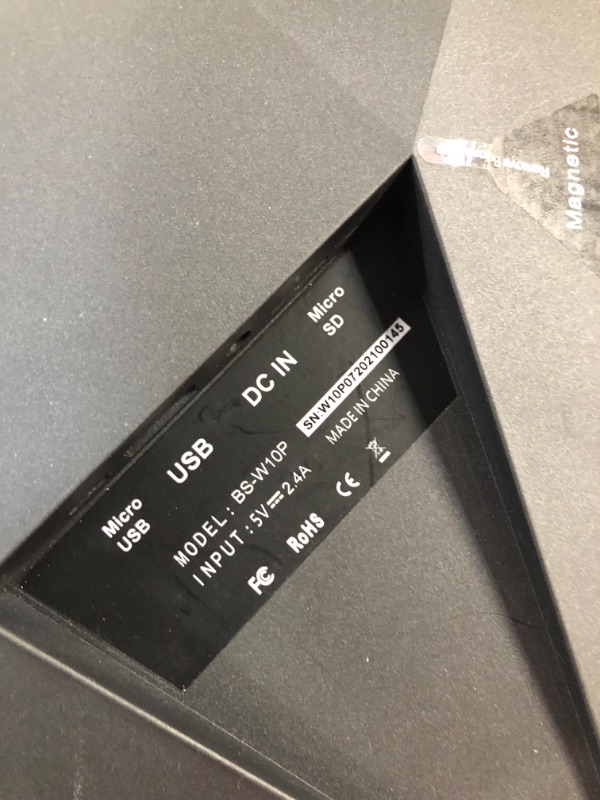 Micro
USB
USB
DC IN
Micro
SD
MODEL: BS-W10P
INPUT: 5V⎓2.4A
SN:W10P07202100145
MADE IN CHINA
FC RoHS CE
Magnetic